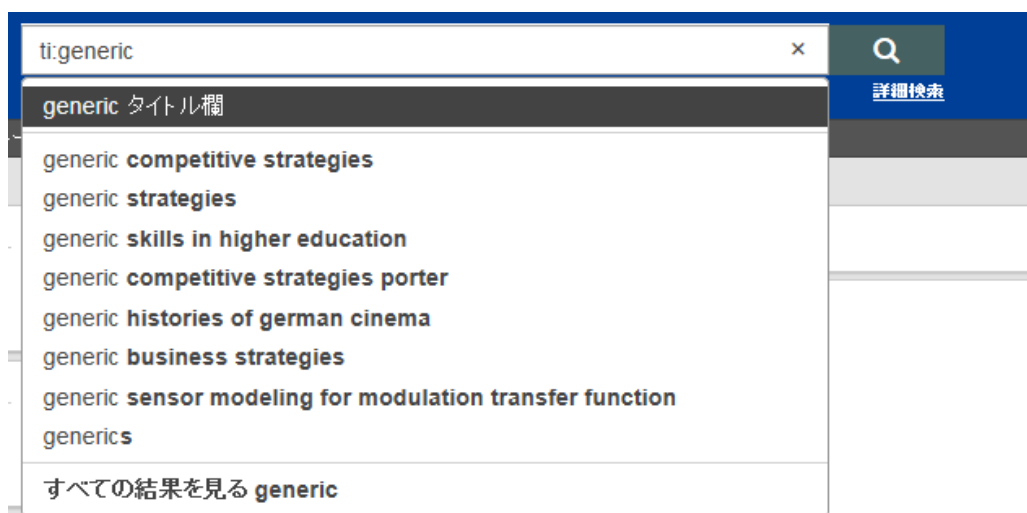 ti:generic ×
詳細検索
generic タイトル欄
generic competitive strategies
generic strategies
generic skills in higher education
generic competitive strategies porter
generic histories of german cinema
generic business strategies
generic sensor modeling for modulation transfer function
generics
すべての結果を見る generic